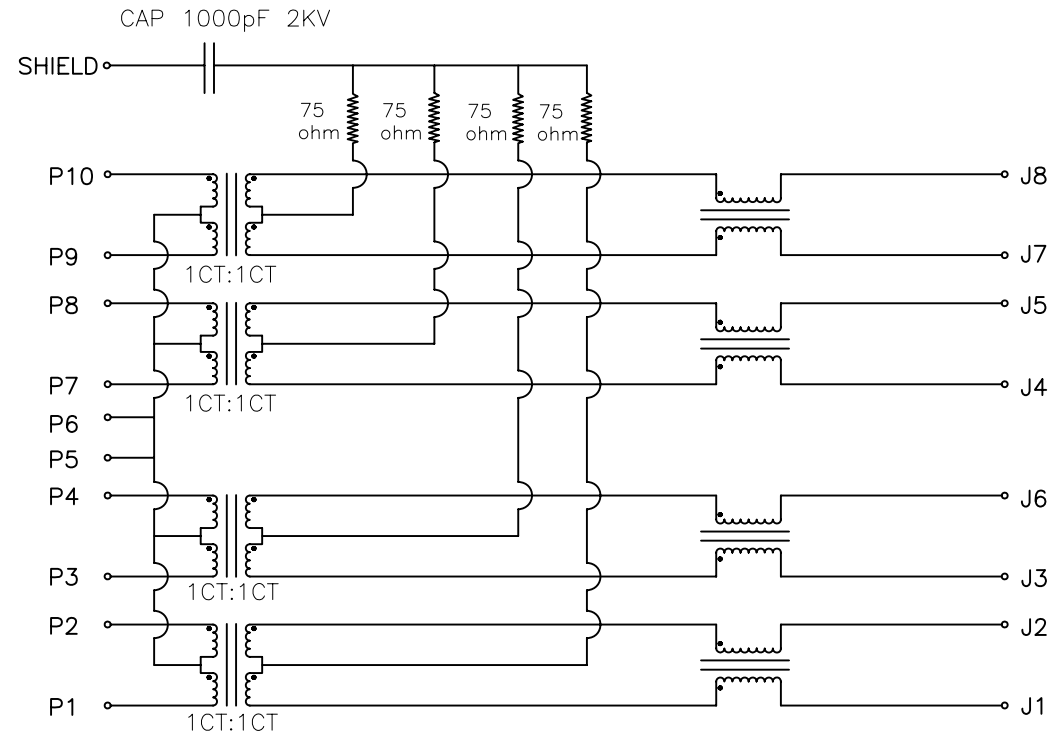 CAP 1000pF 2KV
SHIELD
75
ohm
75
ohm
75
ohm
75
ohm
P10
J8
P9
J7
1CT:1CT
P8
J5
P7
J4
1CT:1CT
P6
P5
P4
J6
P3
J3
1CT:1CT
P2
J2
P1
J1
1CT:1CT